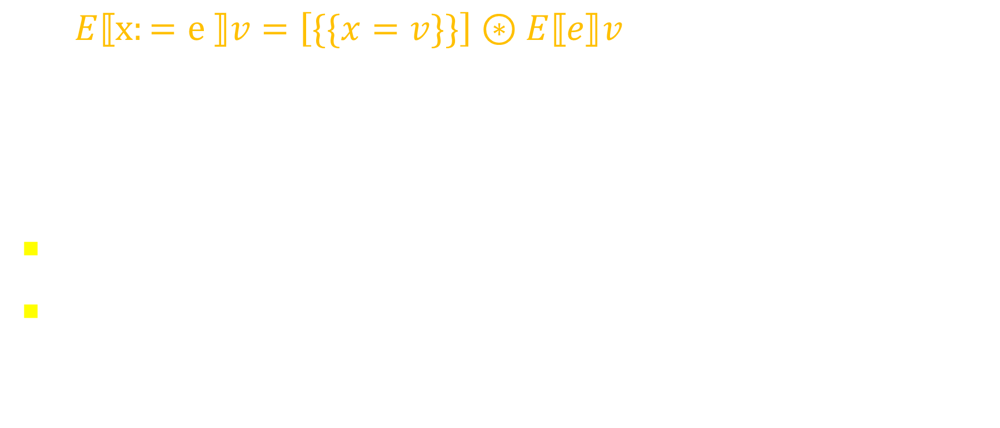 𝐸⟦x:= e ⟧𝑣 = [{{𝑥 = 𝑣}}] ⊛ 𝐸⟦𝑒⟧𝑣